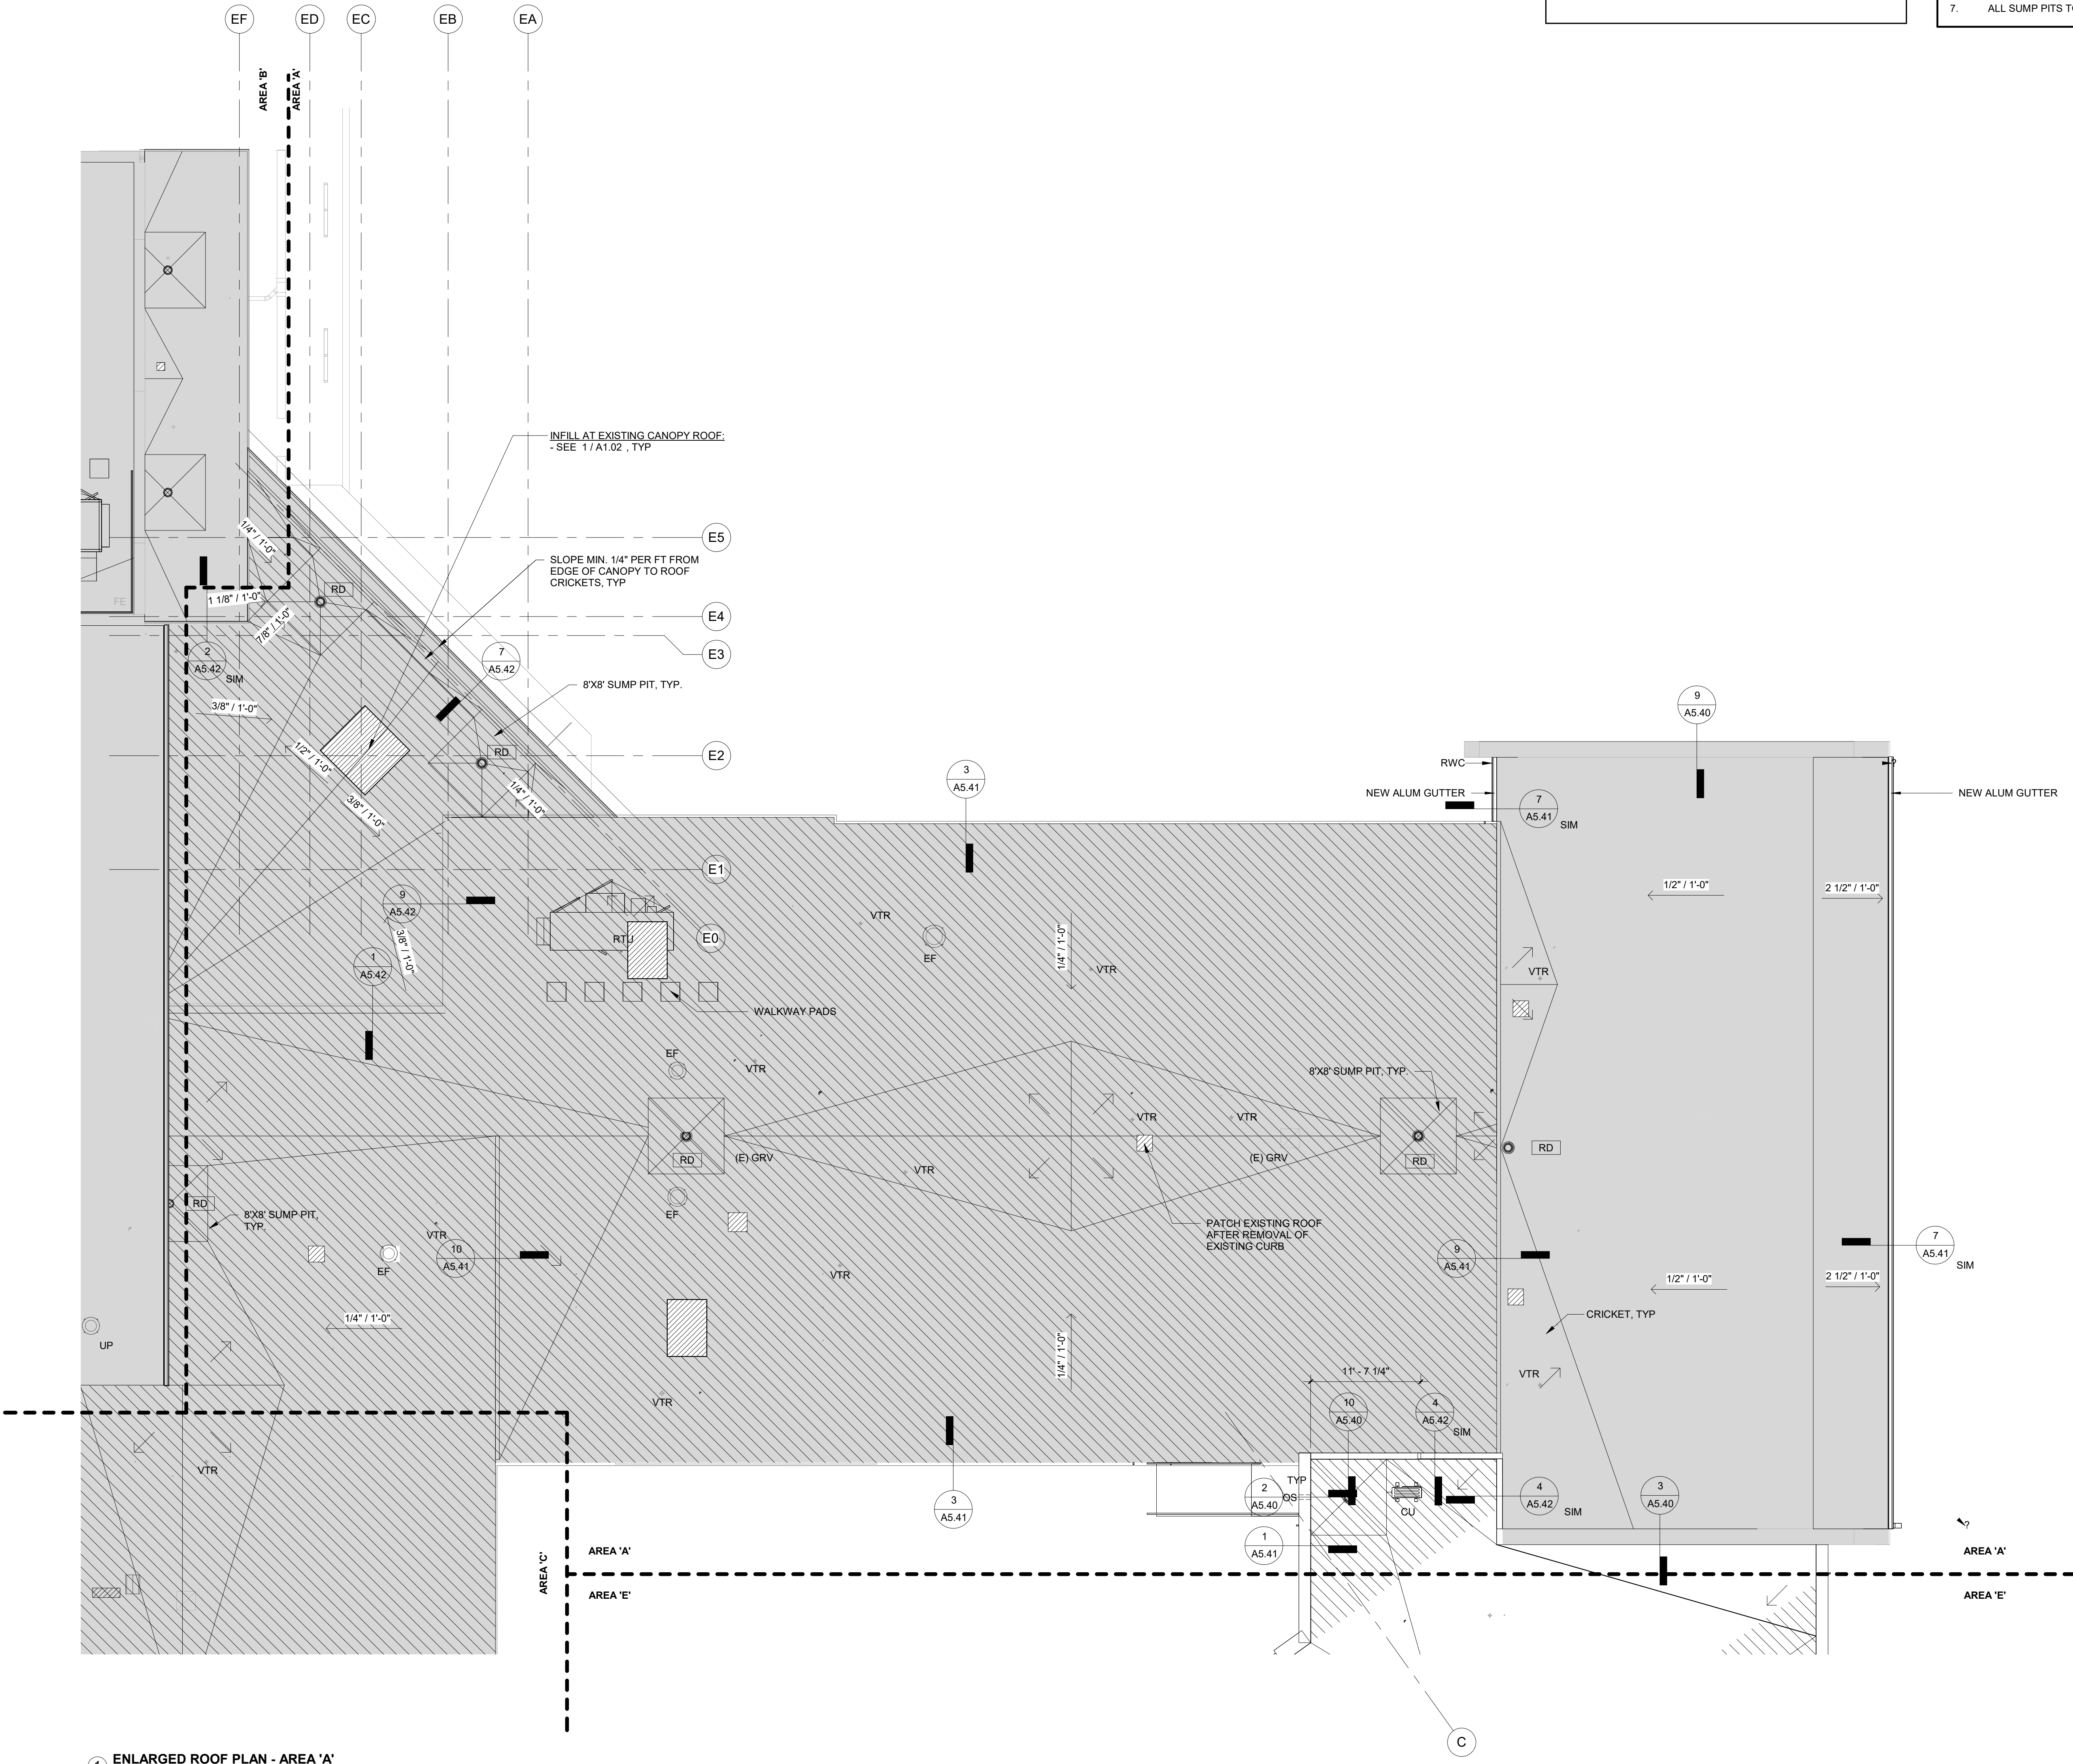 EF
ED
EC
EB
EA
7. ALL SUMP PITS T
AREA 'B'
AREA 'A'
INFILL AT EXISTING CANOPY ROOF:
- SEE 1 / A1.02 , TYP
E5
1/4" / 1'-0"
SLOPE MIN. 1/4" PER FT FROM
EDGE OF CANOPY TO ROOF
CRICKETS, TYP
RD
FE
1 1/8" / 1'-0"
7/8" / 1'-0"
E4
E3
2
A5.42
SIM
7
A5.42
8'X8' SUMP PIT, TYP.
3/8" / 1'-0"
9
A5.40
1/2" / 1'-0"
RD
E2
3
A5.41
RWC
?
NEW ALUM GUTTER
NEW ALUM GUTTER
3/8" / 1'-0"
1/4" / 1'-0"
7
A5.41
SIM
E1
9
A5.42
1/2" / 1'-0"
2 1/2" / 1'-0"
VTR
RTU
E0
3/8" / 1'-0"
EF
1/4" / 1'-0"
1
A5.42
VTR
VTR
WALKWAY PADS
EF
VTR
8'X8' SUMP PIT, TYP.
VTR
VTR
RD
(E) GRV
(E) GRV
RD
RD
VTR
RD
8'X8' SUMP PIT,
TYP.
EF
VTR
PATCH EXISTING ROOF
AFTER REMOVAL OF
EXISTING CURB
10
A5.41
9
A5.41
7
A5.41
SIM
EF
VTR
1/2" / 1'-0"
2 1/2" / 1'-0"
CRICKET, TYP
1/4" / 1'-0"
UP
1/4" / 1'-0"
11' - 7 1/4"
VTR
VTR
10
A5.40
4
A5.42
SIM
VTR
TYP
2
A5.40
OS
CU
4
A5.42
SIM
3
A5.40
3
A5.41
?
1
A5.41
AREA 'C'
AREA 'A'
AREA 'A'
AREA 'E'
AREA 'E'
C
1
ENLARGED ROOF PLAN - AREA 'A'